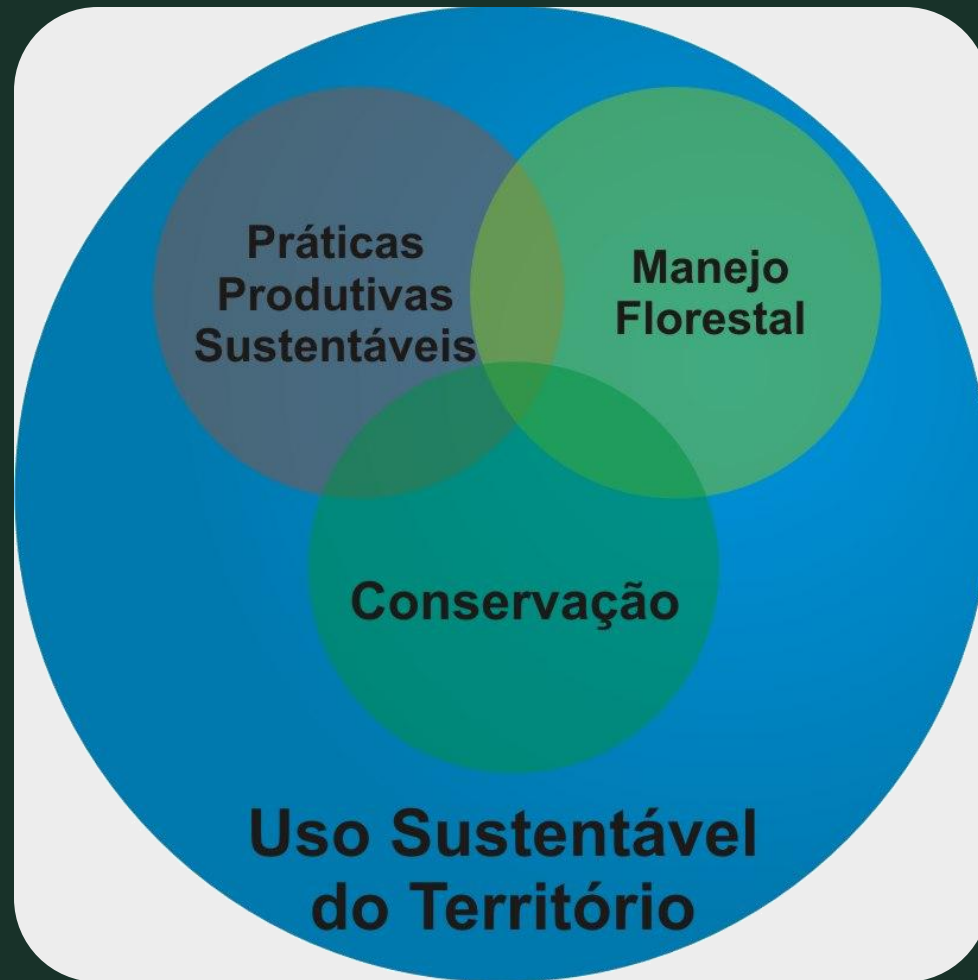 Práticas
Produtivas
Sustentáveis
Manejo
Florestal
Conservação
Uso Sustentável
do Território